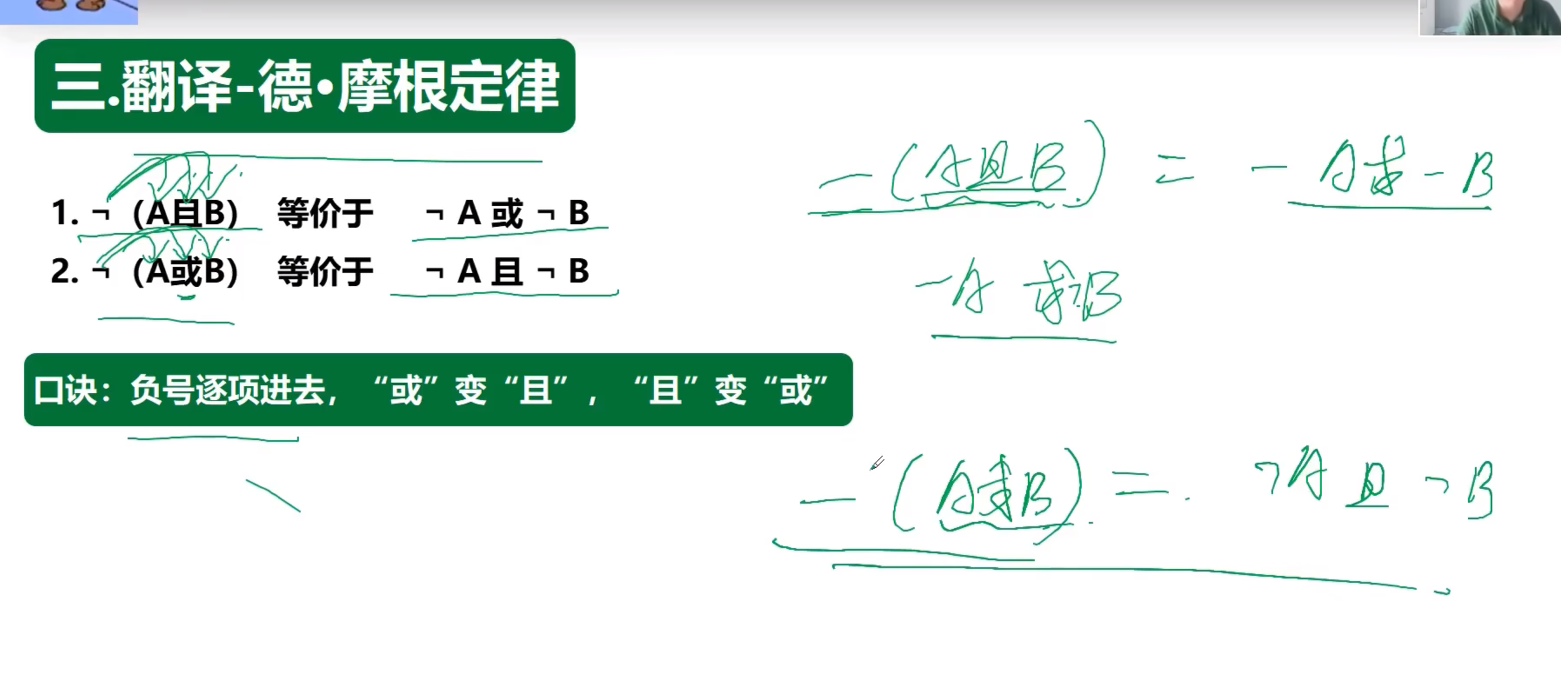 三.翻译-德·摩根定律
1. ¬（A且B） 等价于 ¬ A 或 ¬ B
2. ¬（A或B） 等价于 ¬ A 且 ¬ B
口诀：负号逐项进去，“或”变“且”，“且”变“或”
-(A且B) = -A或-B
-A 或¬B
-(A或B) = ¬A 且 ¬B